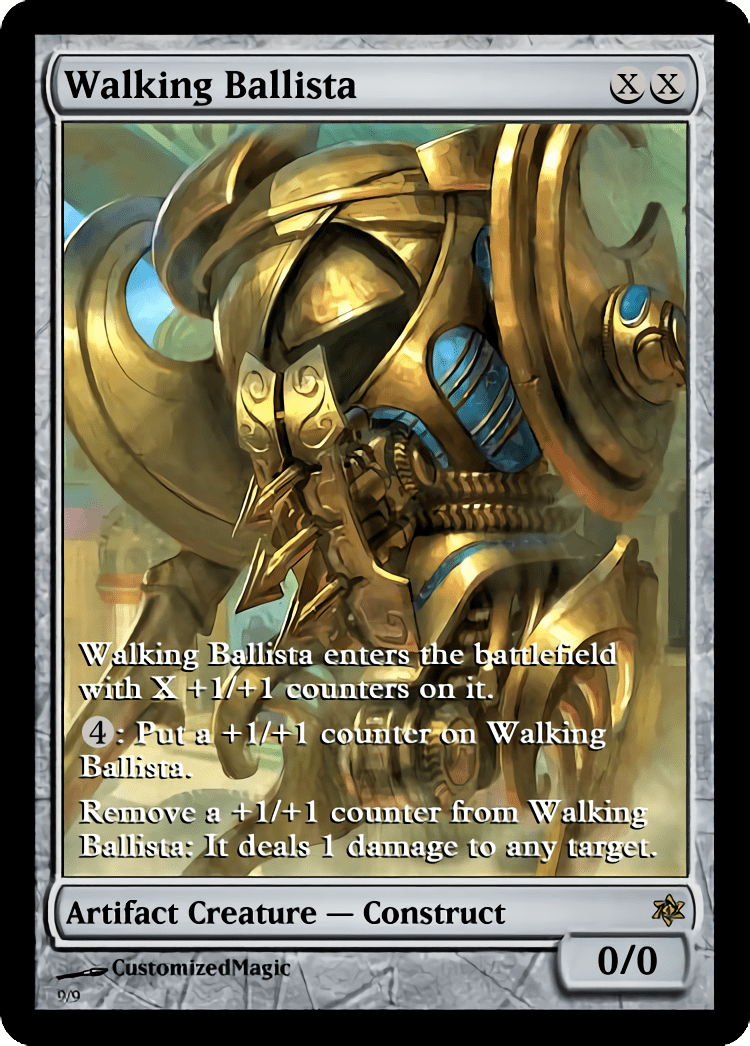 Walking Ballista XX
Walking Ballista enters the battlefield
with X +1/+1 counters on it.
4: Put a +1/+1 counter on Walking
Ballista.
Remove a +1/+1 counter from Walking
Ballista: It deals 1 damage to any target.
Artifact Creature — Construct
0/0
CustomizedMagic
9/9